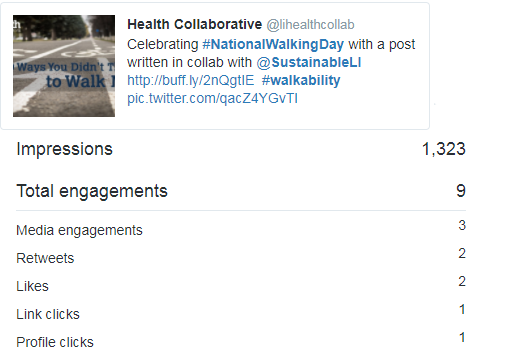 Health Collaborative @lihealthcollab
Celebrating #NationalWalkingDay with a post
written in collab with @SustainableLI
http://buff.ly/2nQgtIE #walkability
pic.twitter.com/qacZ4YGvTI
Ways You Didn't T
to Walk
Impressions 1,323
Total engagements 9
Media engagements 3
Retweets 2
Likes 2
Link clicks 1
Profile clicks 1